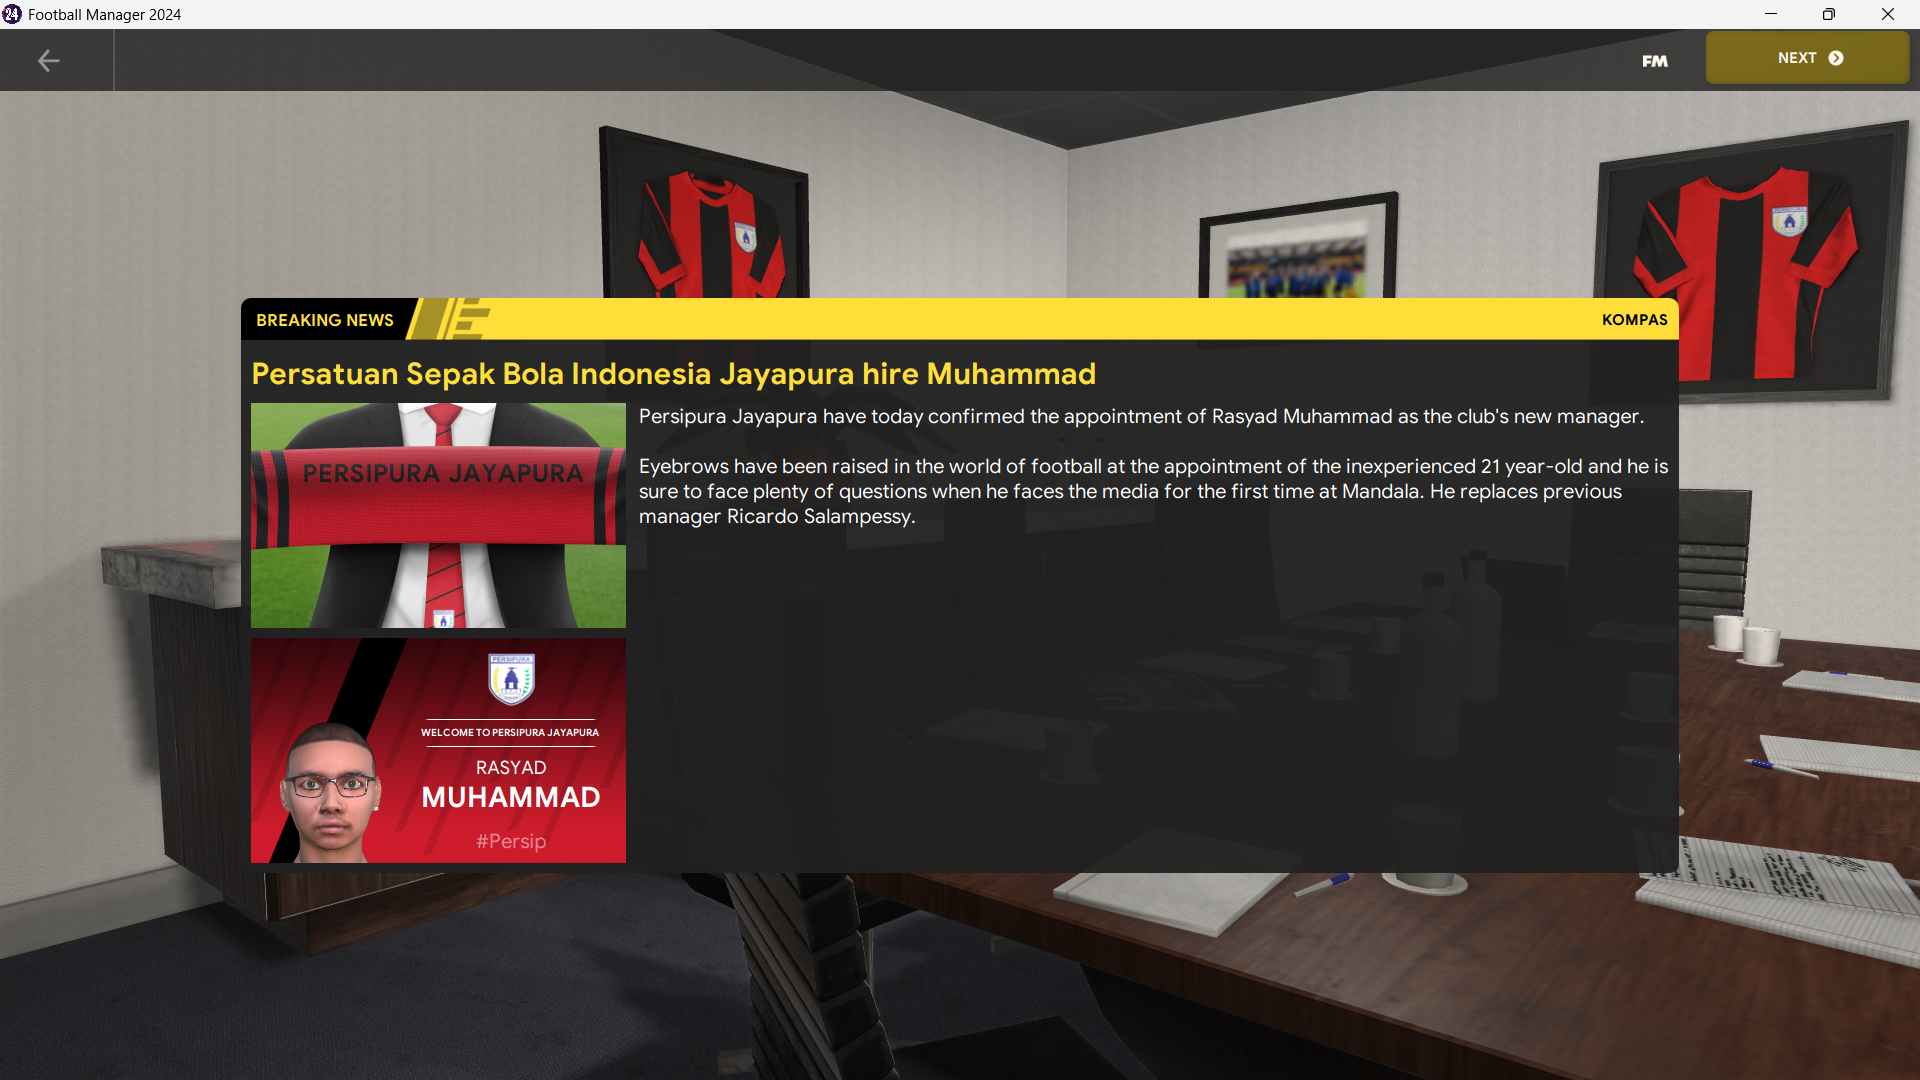 24 Football Manager 2024
FM
NEXT
BREAKING NEWS
KOMPAS
Persatuan Sepak Bola Indonesia Jayapura hire Muhammad
PERSIPURA JAYAPURA
Persipura Jayapura have today confirmed the appointment of Rasyad Muhammad as the club's new manager.
Eyebrows have been raised in the world of football at the appointment of the inexperienced 21 year-old and he is
sure to face plenty of questions when he faces the media for the first time at Mandala. He replaces previous
manager Ricardo Salampessy.
PERSIPURA
WELCOME TO PERSIPURA JAYAPURA
RASYAD
MUHAMMAD
#Persip